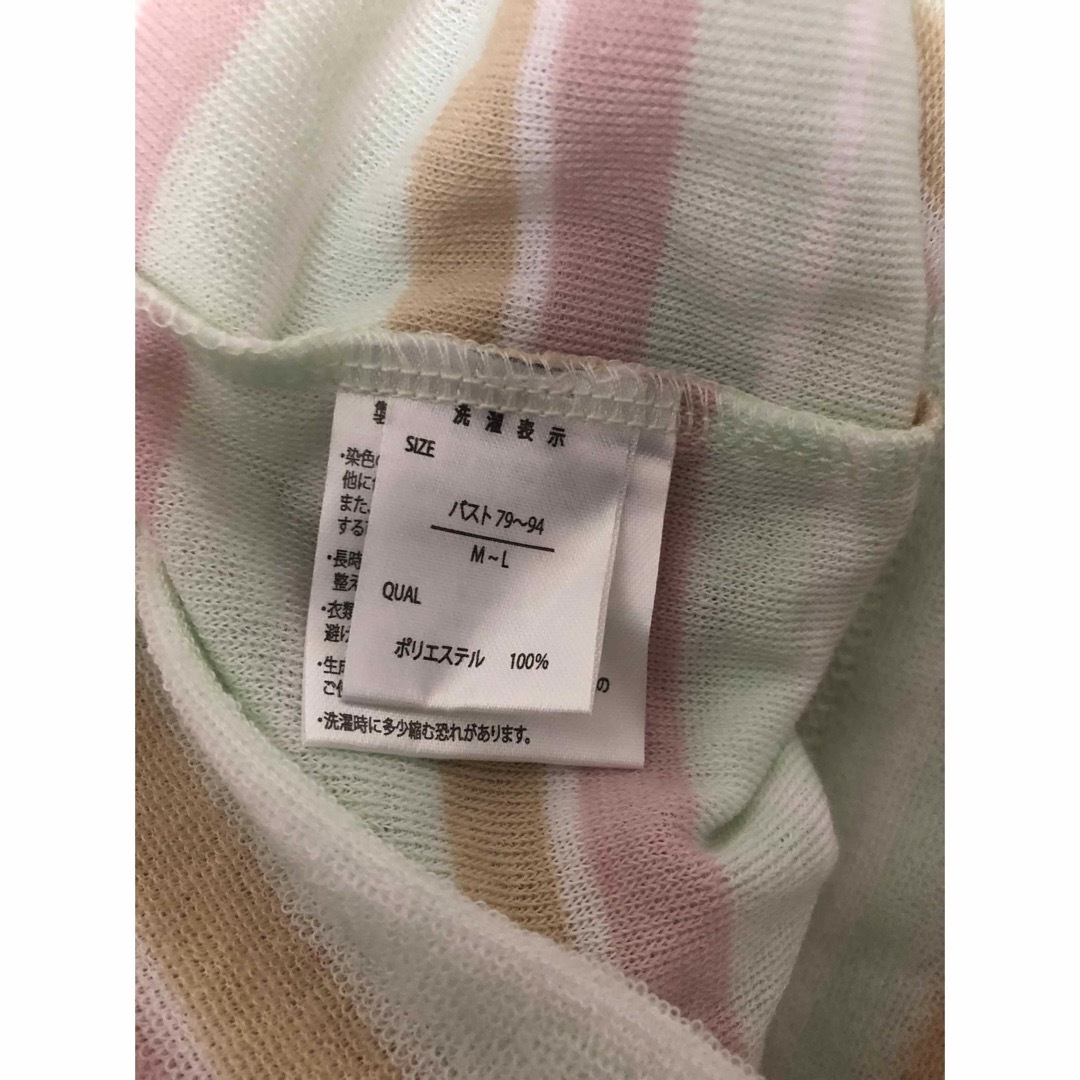 洗濯表示
SIZE
バスト79～94
M～L
QUAL
ポリエステル 100%
・染色
他に
また、
する
・長時
整え
・衣類
避け
・生成
ご使
の
・洗濯時に多少縮む恐れがあります。